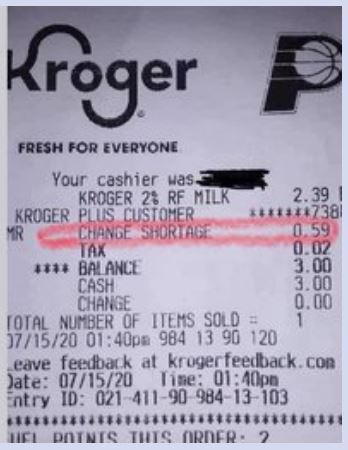 Kroger
P
FRESH FOR EVERYONE
Your cashier was
KROGER 2% RF MILK 2.39
KROGER PLUS CUSTOMER *******738
MR CHANGE SHORTAGE 0.59
TAX 0.02
**** BALANCE 3.00
CASH 3.00
CHANGE 0.00
TOTAL NUMBER OF ITEMS SOLD = 1
07/15/20 01:40pm 984 13 90 120
Leave feedback at krogerfeedback.com
Date: 07/15/20 Time: 01:40pm
Entry ID: 021-411-90-984-13-103
FUEL POINTS THIS ORDER: 2